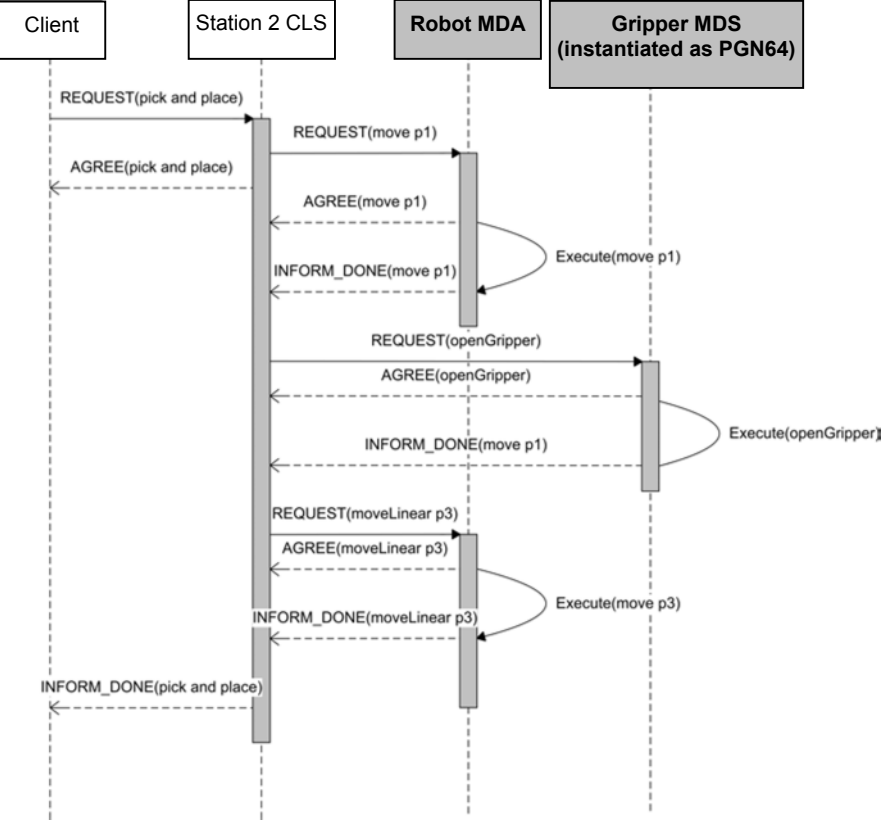 Client
Station 2 CLS
Robot MDA
Gripper MDS
(instantiated as PGN64)
REQUEST(pick and place)
REQUEST(move p1)
AGREE(pick and place)
AGREE(move p1)
Execute(move p1)
INFORM_DONE(move p1)
REQUEST(openGripper)
AGREE(openGripper)
Execute(openGripper)
INFORM_DONE(move p1)
REQUEST(moveLinear p3)
AGREE(moveLinear p3)
Execute(move p3)
INFORM_DONE(moveLinear p3)
INFORM_DONE(pick and place)